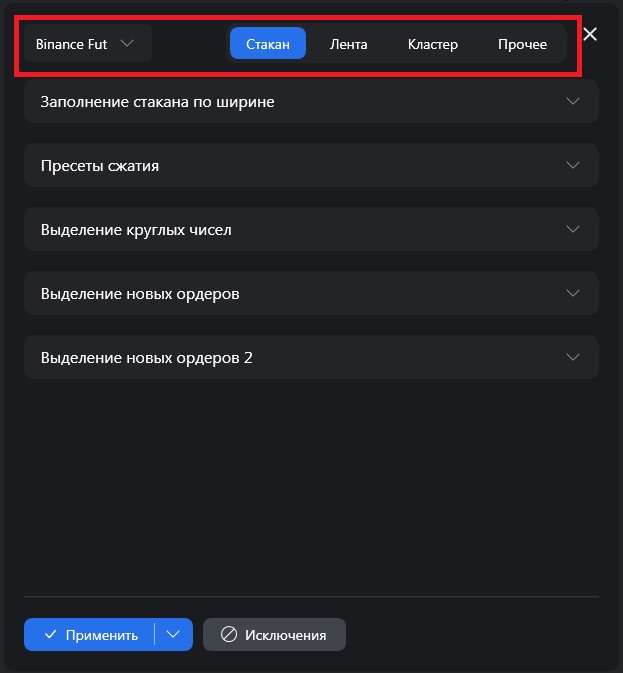 Binance Fut Стакан Лента Кластер Прочее
Заполнение стакана по ширине
Пресеты сжатия
Выделение круглых чисел
Выделение новых ордеров
Выделение новых ордеров 2
Применить Исключения